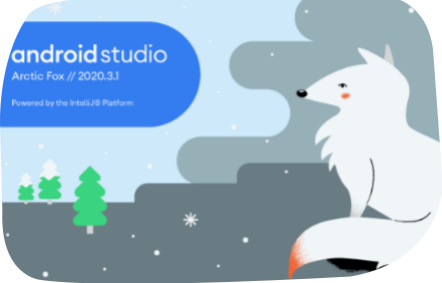 android studio
Arctic Fox // 2020.3.1
Powered by the IntelliJ® Platform